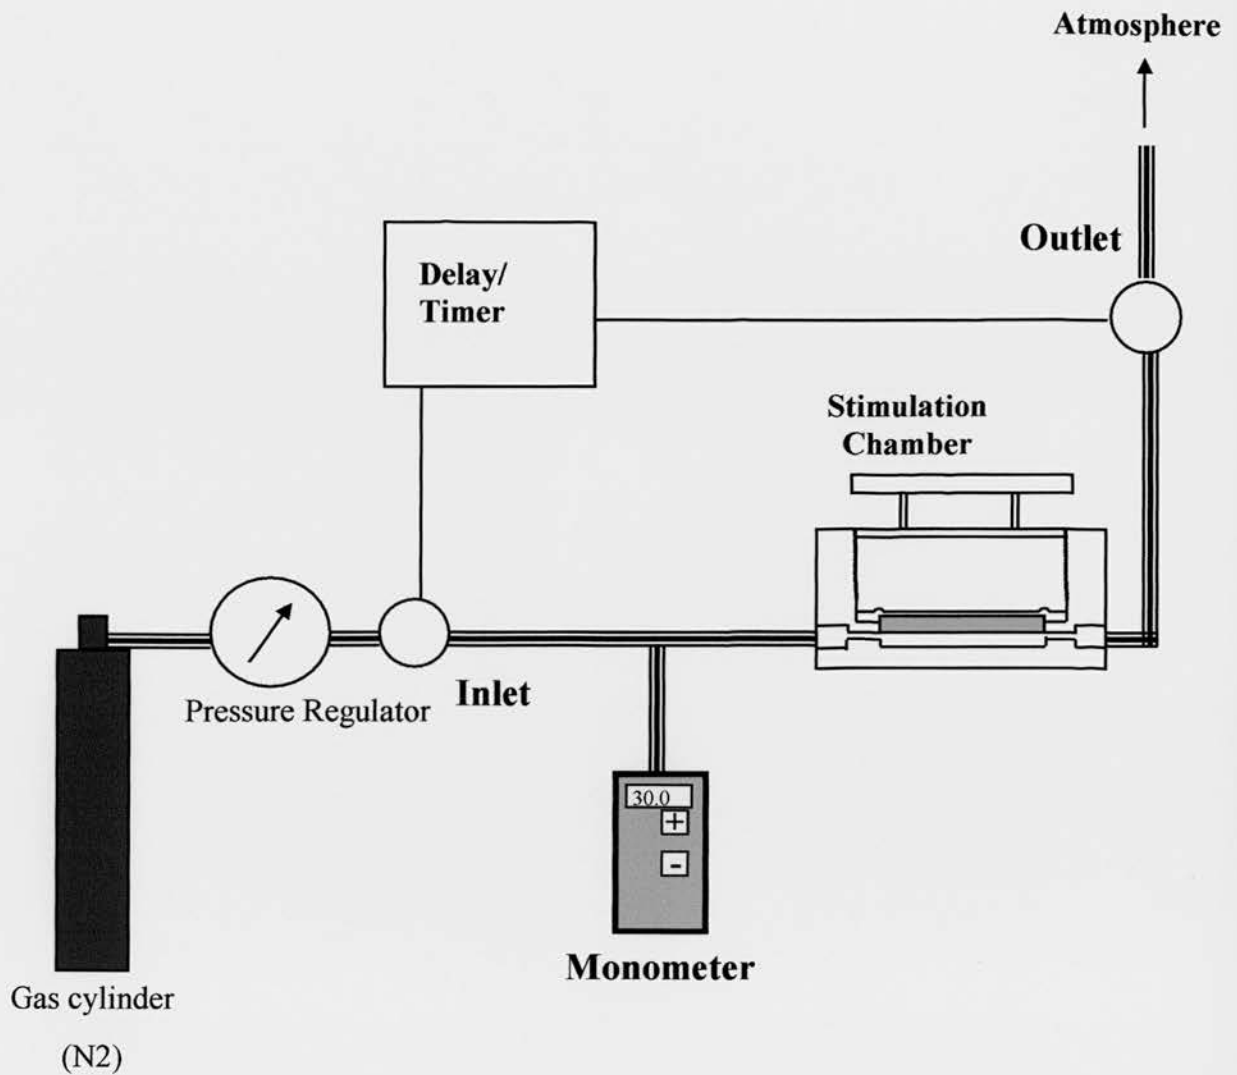 Atmosphere
Outlet
Delay/
Timer
Stimulation
Chamber
Inlet
Pressure Regulator
30.0
+
-
Monometer
Gas cylinder
(N2)